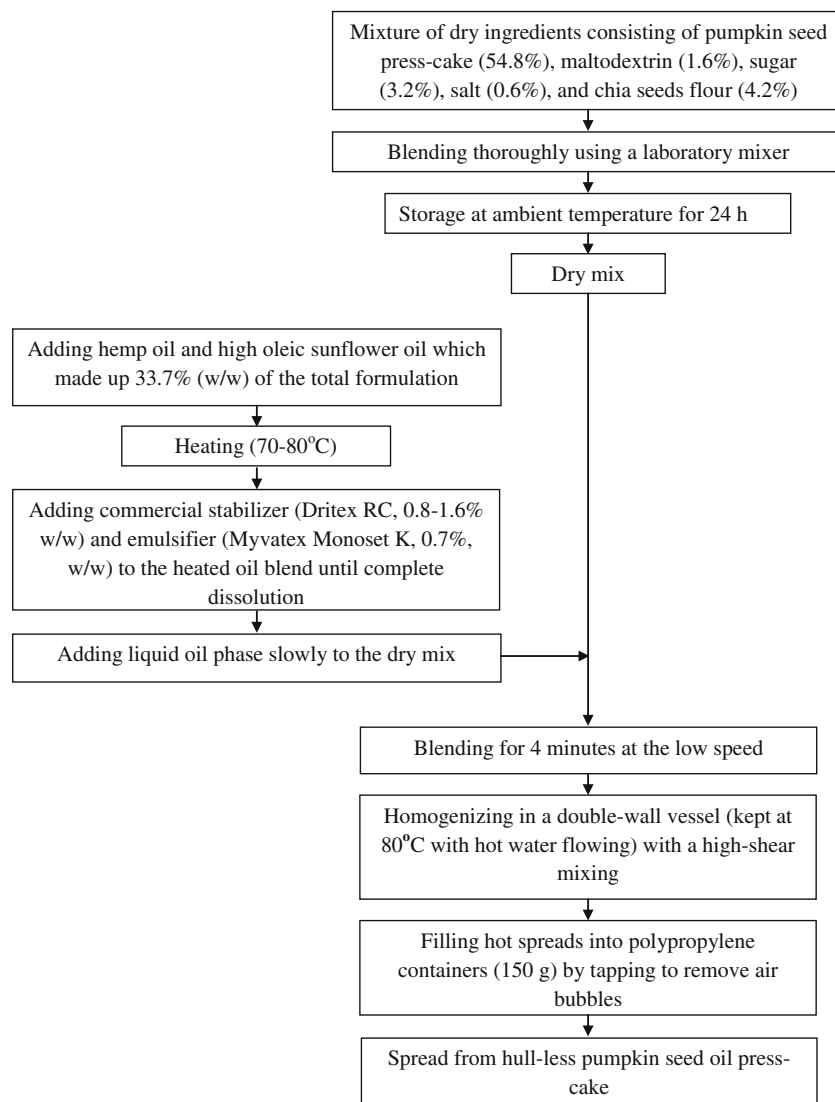 Mixture of dry ingredients consisting of pumpkin seed
press-cake (54.8%), maltodextrin (1.6%), sugar
(3.2%), salt (0.6%), and chia seeds flour (4.2%)
Blending thoroughly using a laboratory mixer
Storage at ambient temperature for 24 h
Dry mix
Adding hemp oil and high oleic sunflower oil which
made up 33.7% (w/w) of the total formulation
Heating (70-80°C)
Adding commercial stabilizer (Dritex RC, 0.8-1.6%
w/w) and emulsifier (Myvatex Monoset K, 0.7%,
w/w) to the heated oil blend until complete
dissolution
Adding liquid oil phase slowly to the dry mix
Blending for 4 minutes at the low speed
Homogenizing in a double-wall vessel (kept at
80°C with hot water flowing) with a high-shear
mixing
Filling hot spreads into polypropylene
containers (150 g) by tapping to remove air
bubbles
Spread from hull-less pumpkin seed oil press-
cake